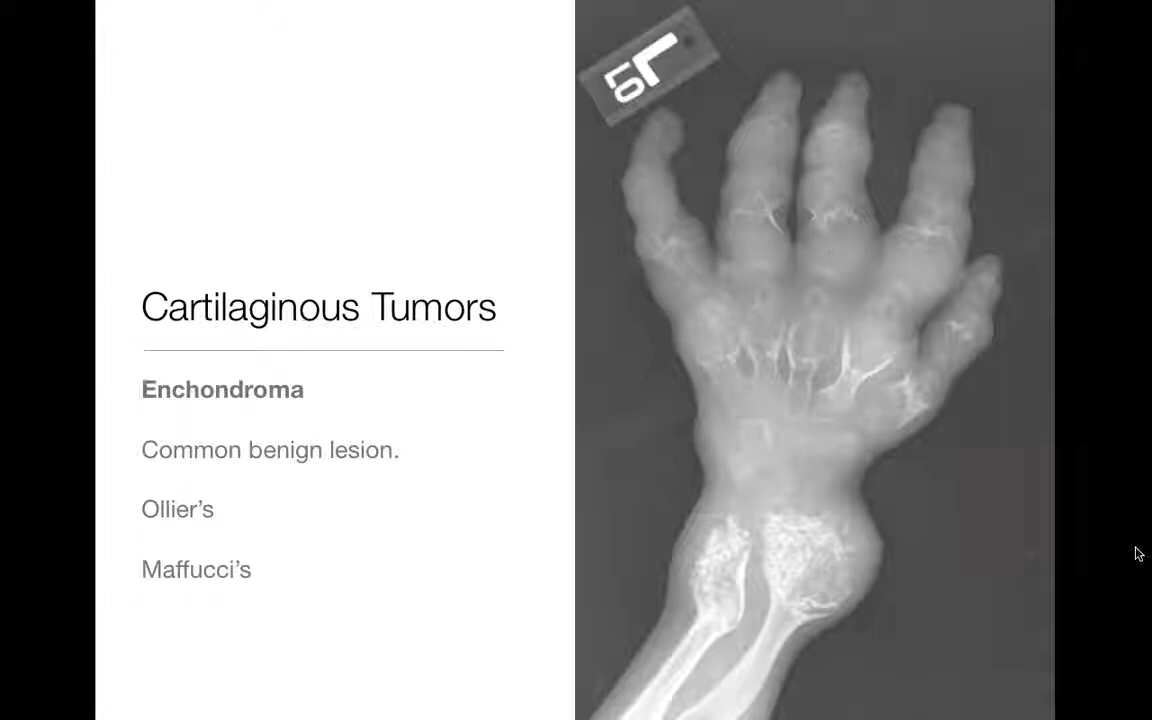 Cartilaginous Tumors
Enchondroma
Common benign lesion.
Ollier’s
Maffucci’s
L